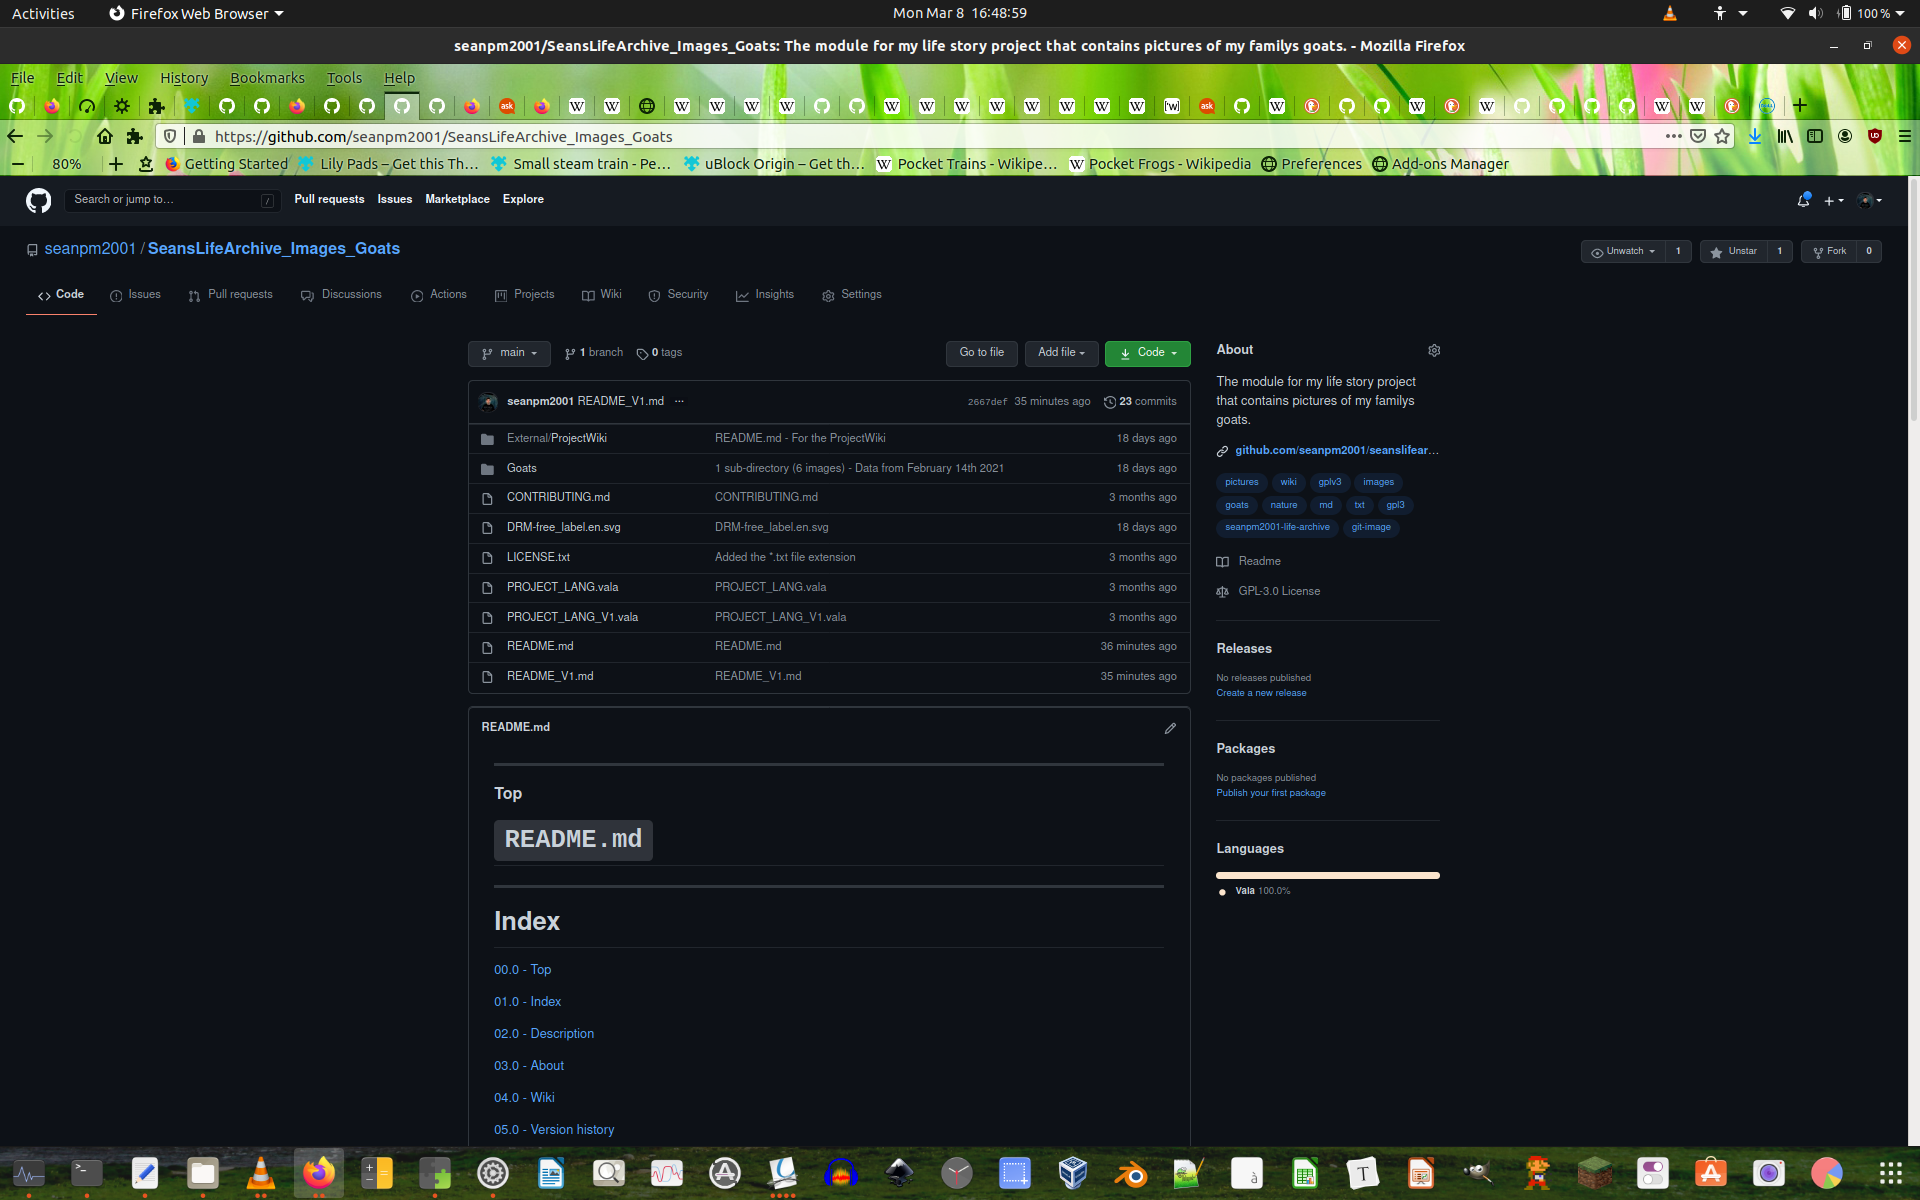 Activities Firefox Web Browser Mon Mar 8 16:48:59 100 %
seanpm2001/SeansLifeArchive_Images_Goats: The module for my life story project that contains pictures of my familys goats. - Mozilla Firefox
File Edit View History Bookmarks Tools Help
https://github.com/seanpm2001/SeansLifeArchive_Images_Goats
80% Getting Started Lily Pads – Get this Th… Small steam train - Pe… uBlock Origin – Get th… Pocket Trains - Wikipe… Pocket Frogs - Wikipedia Preferences Add-ons Manager
Search or jump to… / Pull requests Issues Marketplace Explore
seanpm2001 / SeansLifeArchive_Images_Goats Unwatch 1 Unstar 1 Fork 0
Code Issues Pull requests Discussions Actions Projects Wiki Security Insights Settings
main 1 branch 0 tags Go to file Add file Code
seanpm2001 README_V1.md ··· 2667def 35 minutes ago 23 commits
External/ProjectWiki README.md - For the ProjectWiki 18 days ago
Goats 1 sub-directory (6 images) - Data from February 14th 2021 18 days ago
CONTRIBUTING.md CONTRIBUTING.md 3 months ago
DRM-free_label.en.svg DRM-free_label.en.svg 18 days ago
LICENSE.txt Added the *.txt file extension 3 months ago
PROJECT_LANG.vala PROJECT_LANG.vala 3 months ago
PROJECT_LANG_V1.vala PROJECT_LANG_V1.vala 3 months ago
README.md README.md 36 minutes ago
README_V1.md README_V1.md 35 minutes ago
README.md
Top
README.md
Index
00.0 - Top
01.0 - Index
02.0 - Description
03.0 - About
04.0 - Wiki
05.0 - Version history
About
The module for my life story project
that contains pictures of my familys
goats.
github.com/seanpm2001/seanslifear…
pictures wiki gplv3 images
goats nature md txt gpl3
seanpm2001-life-archive git-image
Readme
GPL-3.0 License
Releases
No releases published
Create a new release
Packages
No packages published
Publish your first package
Languages
Vala 100.0%